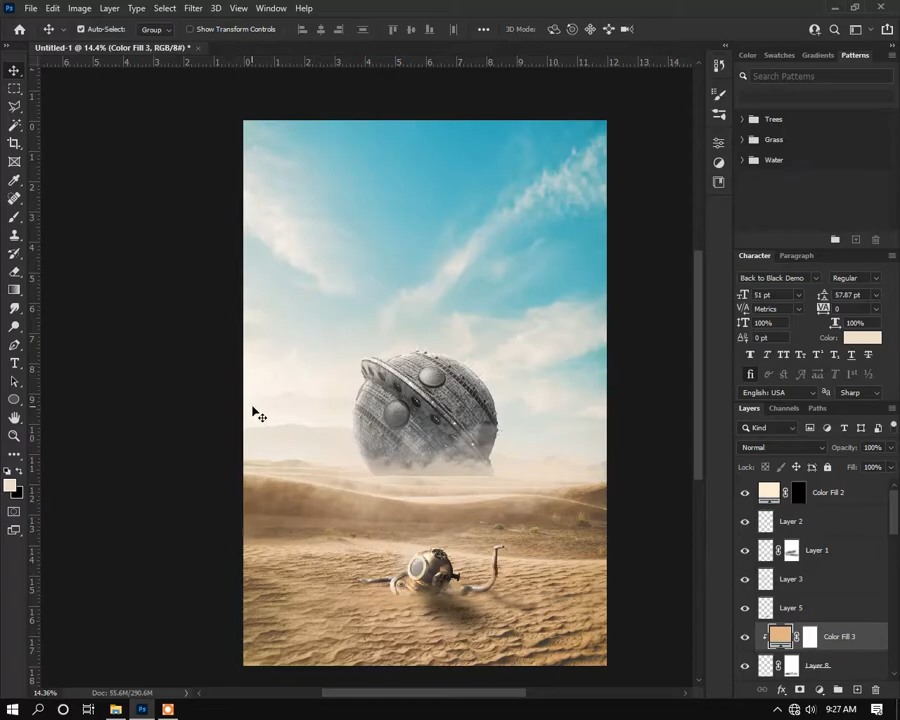 File Edit Image Layer Type Select Filter 3D View Window Help
Auto-Select: Group Show Transform Controls 3D Mode:
Untitled-1 @ 14.4% (Color Fill 3, RGB/8#) * ×
Color Swatches Gradients Patterns
Search Patterns
Trees
Grass
Water
Character Paragraph
Back to Black Demo Regular
51 pt 57.87 pt
Metrics 0
100% 100%
0 pt Color:
English: USA Sharp
Layers Channels Paths
Kind
Normal Opacity: 100%
Lock: Fill: 100%
Color Fill 2
Layer 2
Layer 1
Layer 3
Layer 5
Color Fill 3
Layer 8
14.36% Doc: 55.6M/290.6M
9:27 AM